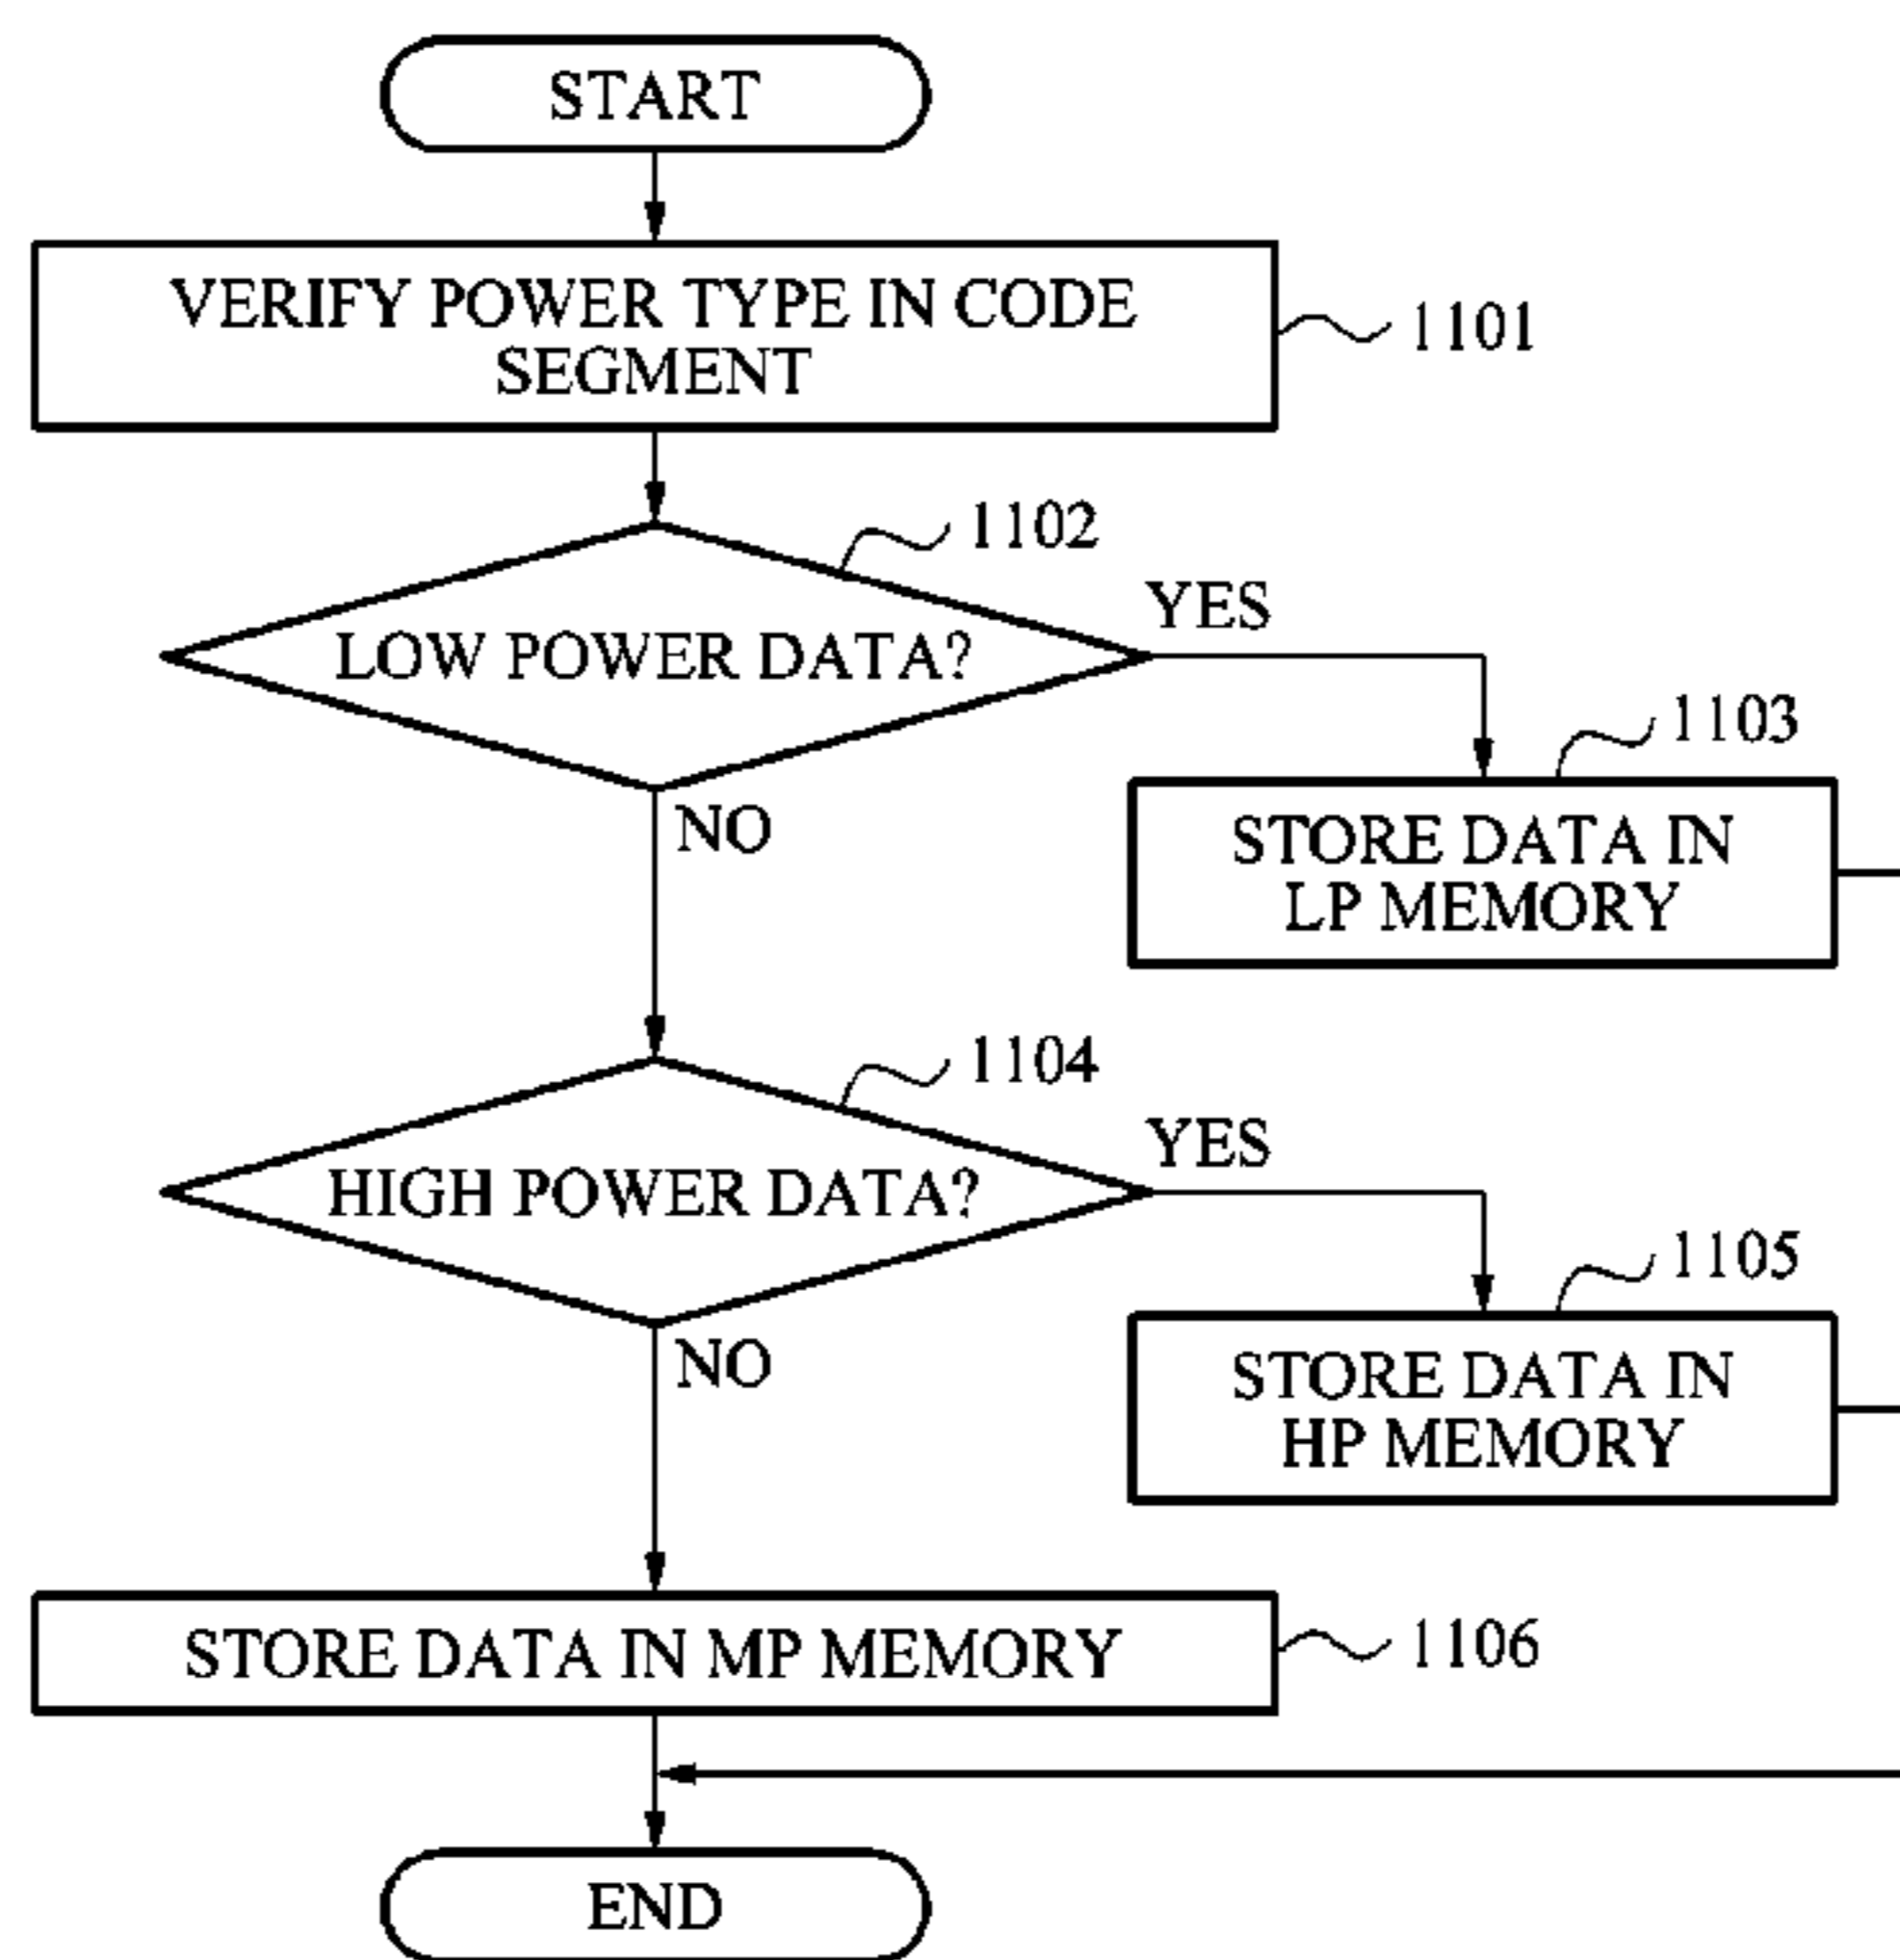 START
VERIFY POWER TYPE IN CODE
SEGMENT
1101
1102
LOW POWER DATA?
YES
NO
1103
STORE DATA IN
LP MEMORY
1104
HIGH POWER DATA?
YES
NO
1105
STORE DATA IN
HP MEMORY
STORE DATA IN MP MEMORY
1106
END